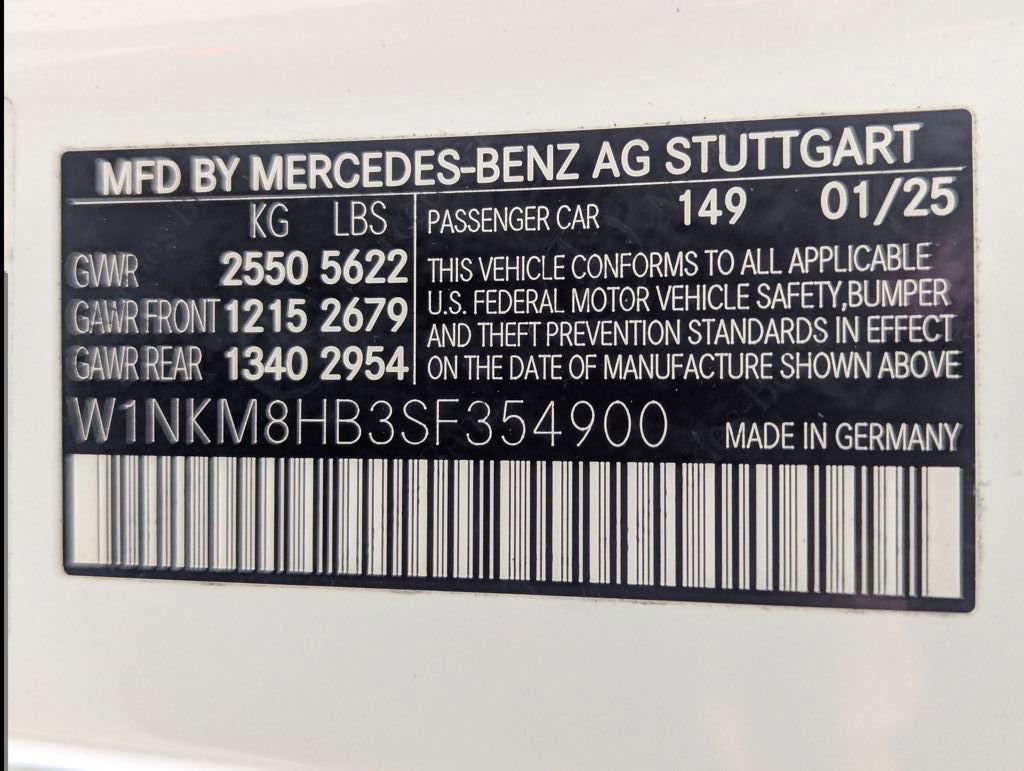 MFD BY MERCEDES-BENZ AG STUTTGART
KG LBS
GVWR 2550 5622
GAWR FRONT 1215 2679
GAWR REAR 1340 2954
PASSENGER CAR 149 01/25
THIS VEHICLE CONFORMS TO ALL APPLICABLE
U.S. FEDERAL MOTOR VEHICLE SAFETY,BUMPER
AND THEFT PREVENTION STANDARDS IN EFFECT
ON THE DATE OF MANUFACTURE SHOWN ABOVE
W1NKM8HB3SF354900 MADE IN GERMANY